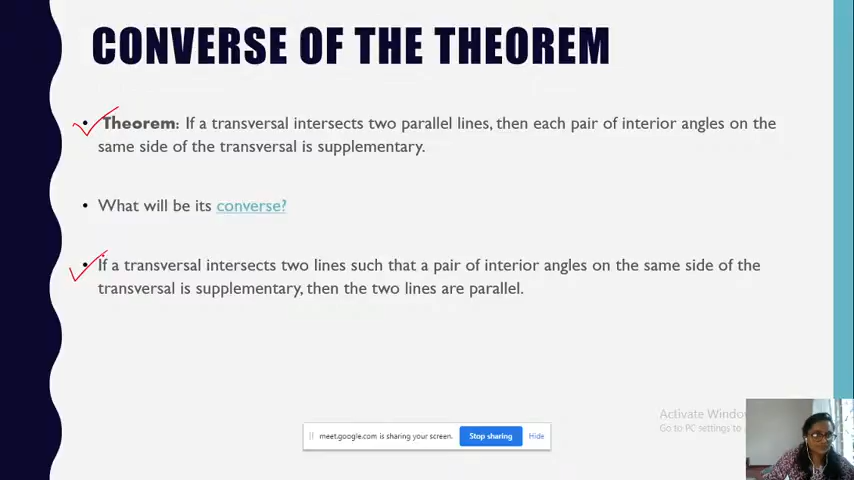 CONVERSE OF THE THEOREM
• Theorem: If a transversal intersects two parallel lines, then each pair of interior angles on the
same side of the transversal is supplementary.
• What will be its converse?
• If a transversal intersects two lines such that a pair of interior angles on the same side of the
transversal is supplementary, then the two lines are parallel.
Activate Windo
Go to PC settings to
meet.google.com is sharing your screen. Stop sharing Hide